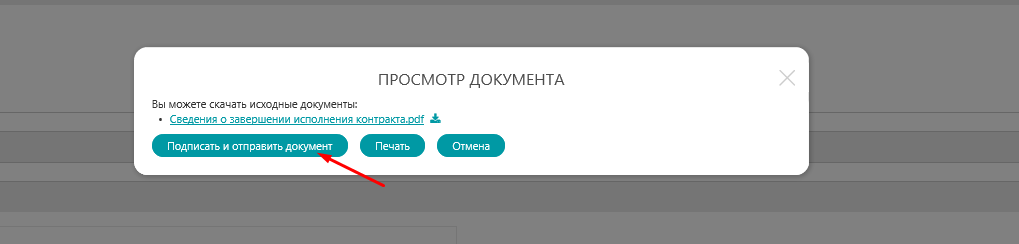 ПРОСМОТР ДОКУМЕНТА
Вы можете скачать исходные документы:
• Сведения о завершении исполнения контракта.pdf
Подписать и отправить документ Печать Отмена